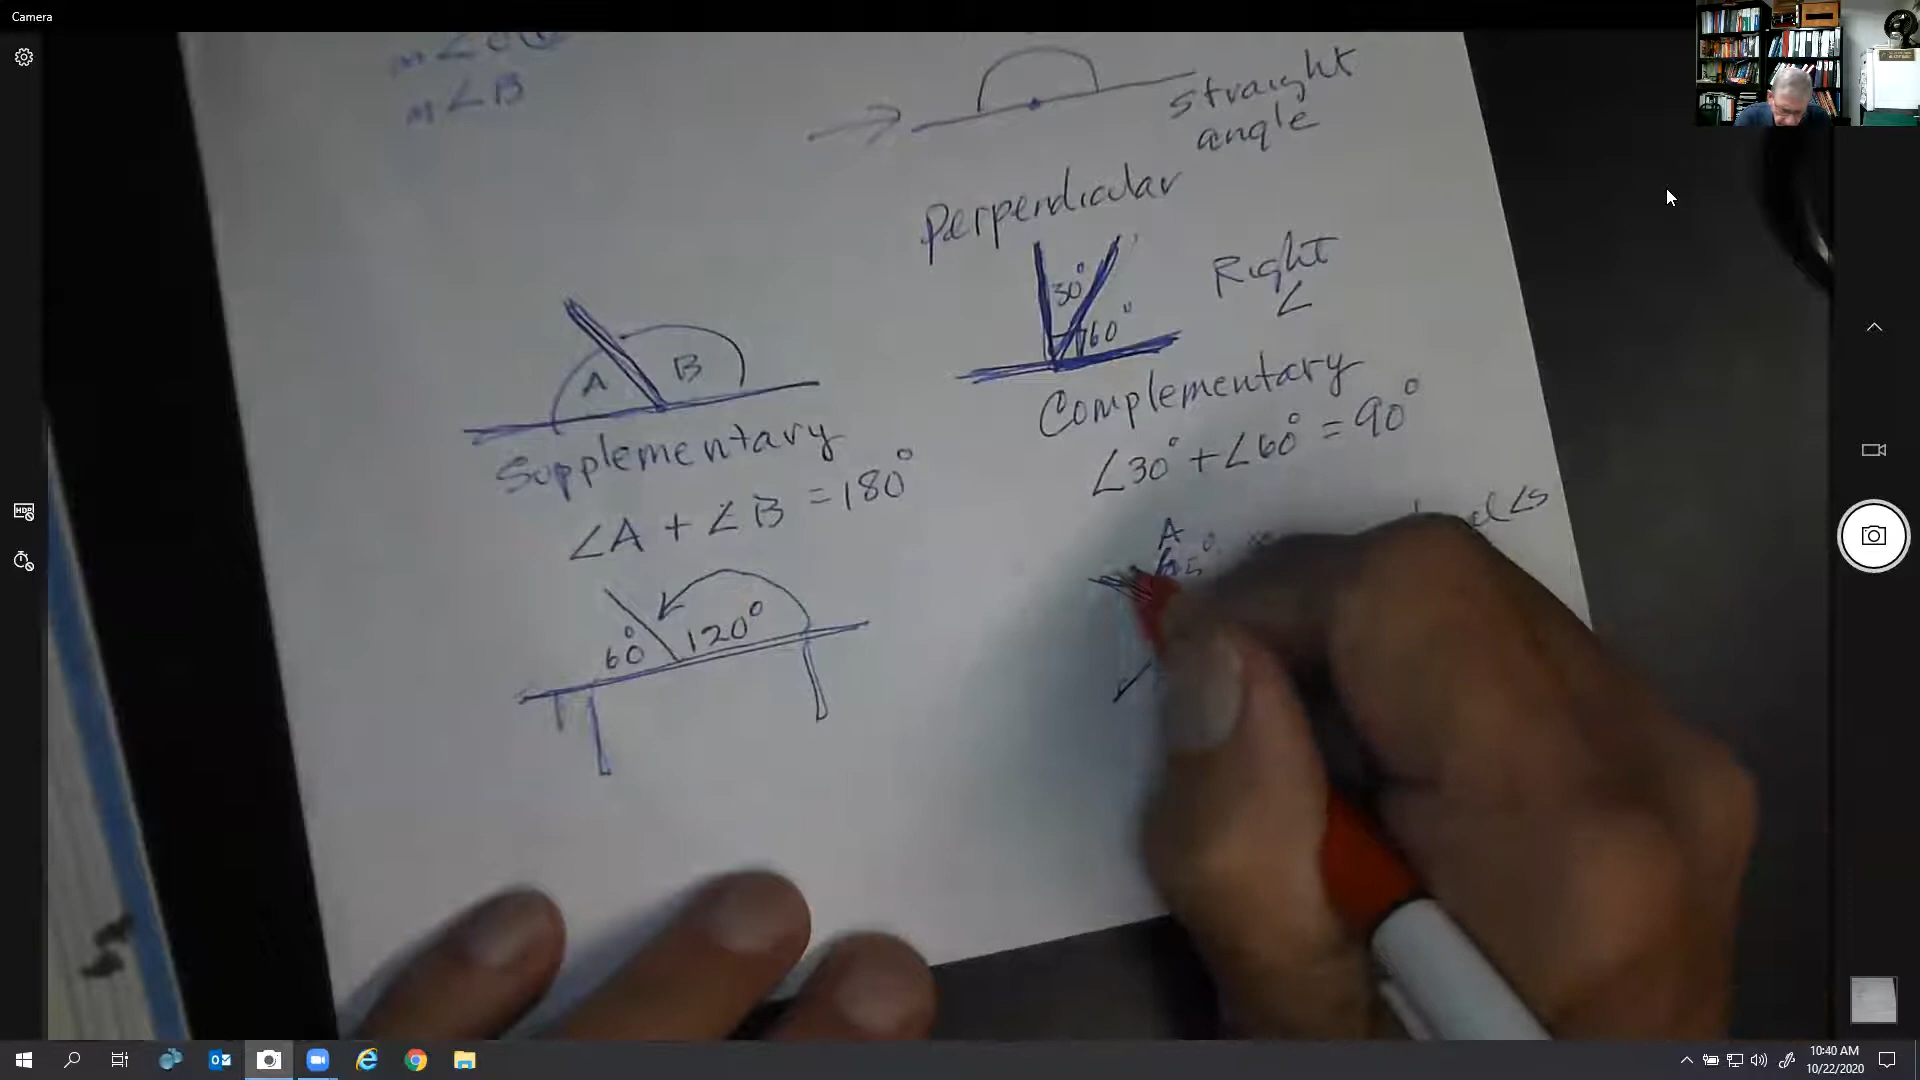 Camera
m∠B
straight
angle
Perpendicular
30°
60°
Right
∠
A
B
Supplementary
∠A + ∠B = 180°
Complementary
∠30° + ∠60° = 90°
A
∠s
60°
120°
10:40 AM
10/22/2020